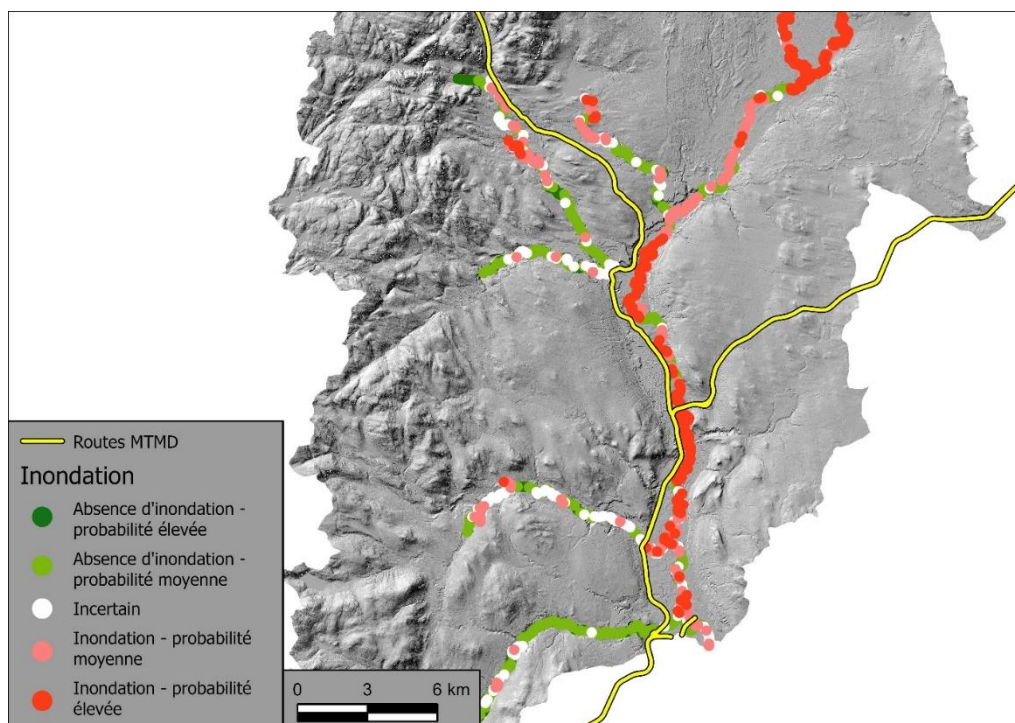 Routes MTMD
Inondation
Absence d'inondation -
probabilité élevée
Absence d'inondation -
probabilité moyenne
Incertain
Inondation - probabilité
moyenne
Inondation - probabilité
élevée
0 3 6 km